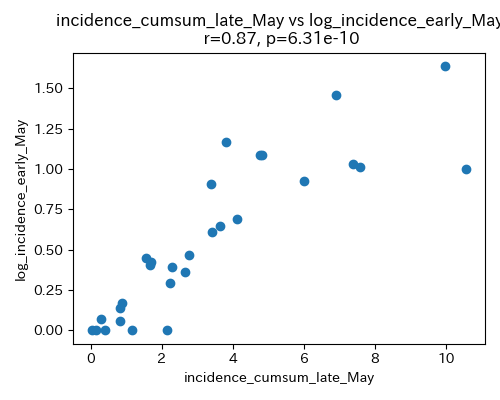 incidence_cumsum_late_May vs log_incidence_early_May
r=0.87, p=6.31e-10
1.50
1.25
1.00
0.75
0.50
0.25
0.00
log_incidence_early_May
0 2 4 6 8 10
incidence_cumsum_late_May